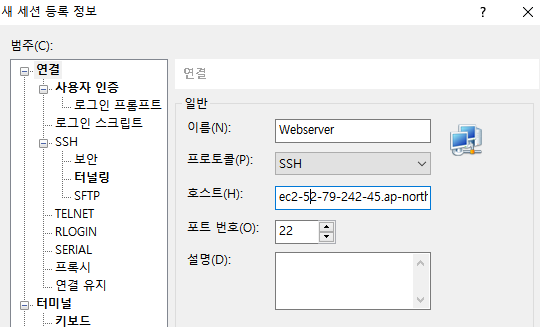 새 세션 등록 정보
범주(C):
연결
사용자 인증
로그인 프롬프트
로그인 스크립트
SSH
보안
터널링
SFTP
TELNET
RLOGIN
SERIAL
프록시
연결 유지
터미널
키보드
연결
일반
이름(N): Webserver
프로토콜(P): SSH
호스트(H): ec2-52-79-242-45.ap-north
포트 번호(O): 22
설명(D):